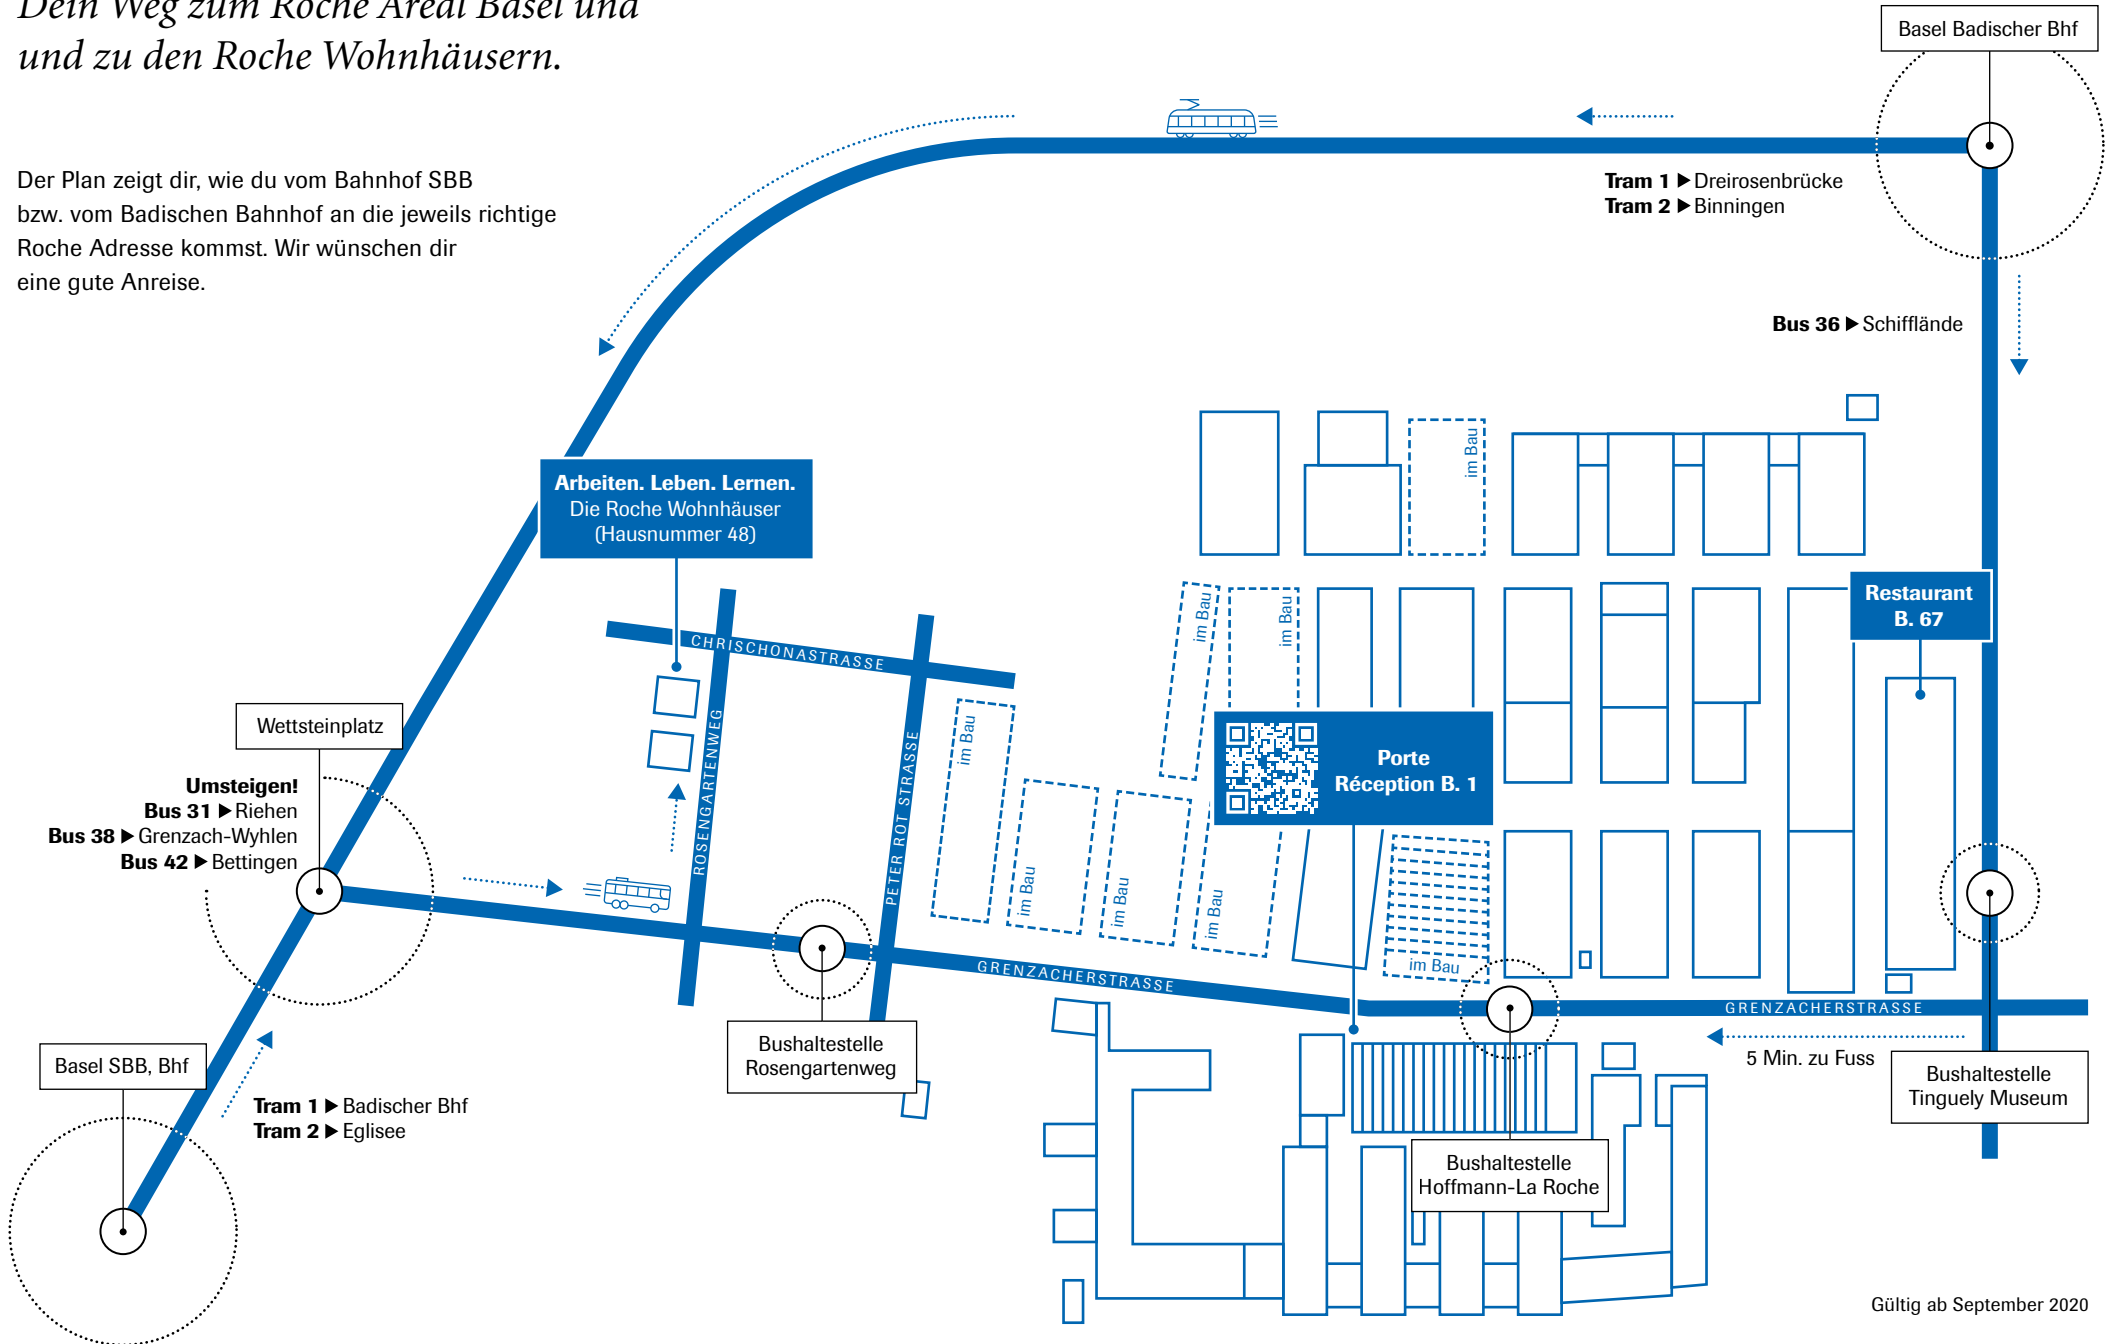 Dein Weg zum Roche Areal Basel und
und zu den Roche Wohnhäusern.
Der Plan zeigt dir, wie du vom Bahnhof SBB
bzw. vom Badischen Bahnhof an die jeweils richtige
Roche Adresse kommst. Wir wünschen dir
eine gute Anreise.
Basel Badischer Bhf
Tram 1 ▶ Dreirosenbrücke
Tram 2 ▶ Binningen
Bus 36 ▶ Schifflände
Arbeiten. Leben. Lernen.
Die Roche Wohnhäuser
(Hausnummer 48)
im Bau
im Bau
im Bau
Restaurant
B. 67
CHRISCHONASTRASSE
ROSENGARTENWEG
PETER ROT STRASSE
Wettsteinplatz
Umsteigen!
Bus 31 ▶ Riehen
Bus 38 ▶ Grenzach-Wyhlen
Bus 42 ▶ Bettingen
im Bau
im Bau
im Bau
im Bau
Porte
Réception B. 1
im Bau
GRENZACHERSTRASSE
GRENZACHERSTRASSE
5 Min. zu Fuss
Bushaltestelle
Rosengartenweg
Basel SBB, Bhf
Tram 1 ▶ Badischer Bhf
Tram 2 ▶ Eglisee
Bushaltestelle
Tinguely Museum
Bushaltestelle
Hoffmann-La Roche
Gültig ab September 2020